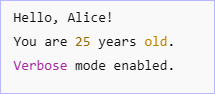 Hello, Alice!
You are 25 years old.
Verbose mode enabled.